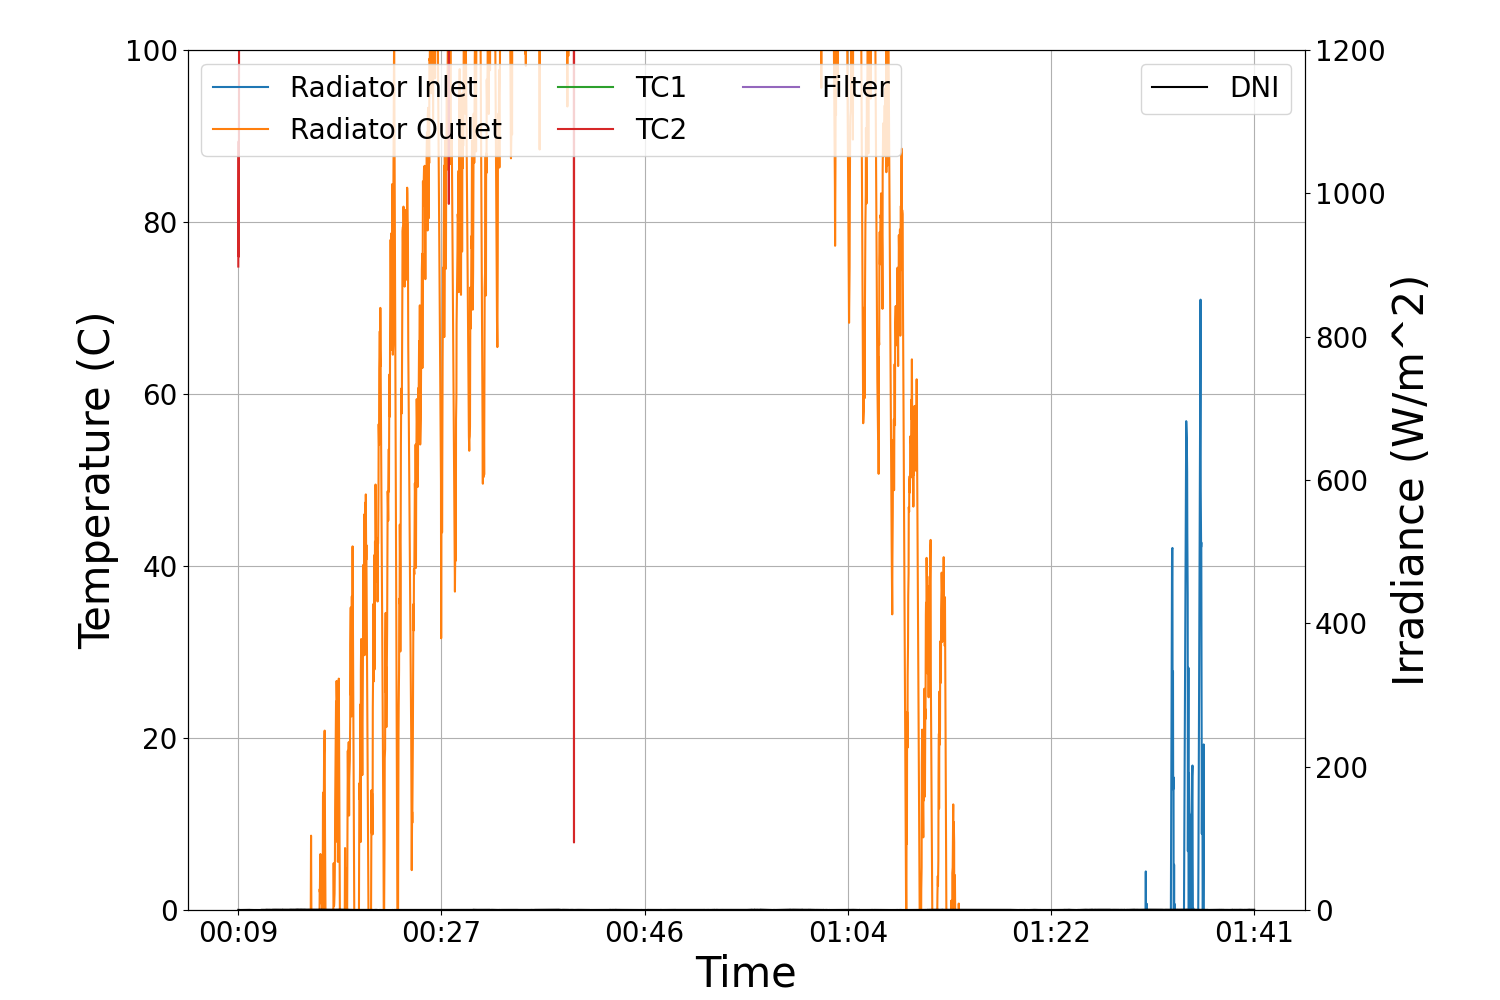 Radiator Inlet
Radiator Outlet
TC1
TC2
Filter
DNI
Temperature (C)
100
80
60
40
20
0
Irradiance (W/m^2)
1200
1000
800
600
400
200
0
00:09 00:27 00:46 01:04 01:22 01:41
Time